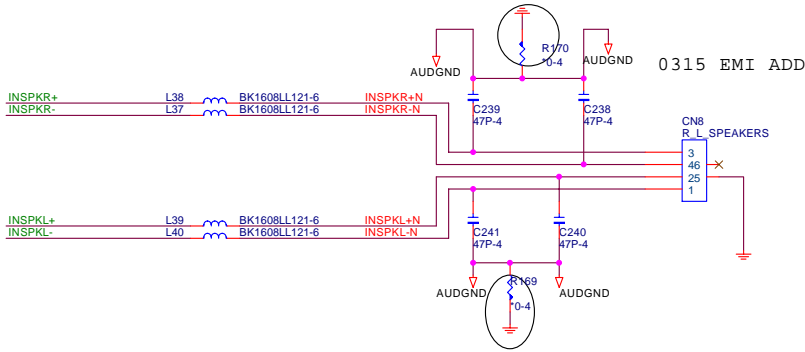 R170
*0-4
AUDGND
AUDGND
0315 EMI ADD
INSPKR+
L38
BK1608LL121-6
INSPKR+N
INSPKR-
L37
BK1608LL121-6
INSPKR-N
C239
47P-4
C238
47P-4
CN8
R_L_SPEAKERS
3
46
25
1
INSPKL+
L39
BK1608LL121-6
INSPKL+N
INSPKL-
L40
BK1608LL121-6
INSPKL-N
C241
47P-4
C240
47P-4
AUDGND
R169
*0-4
AUDGND